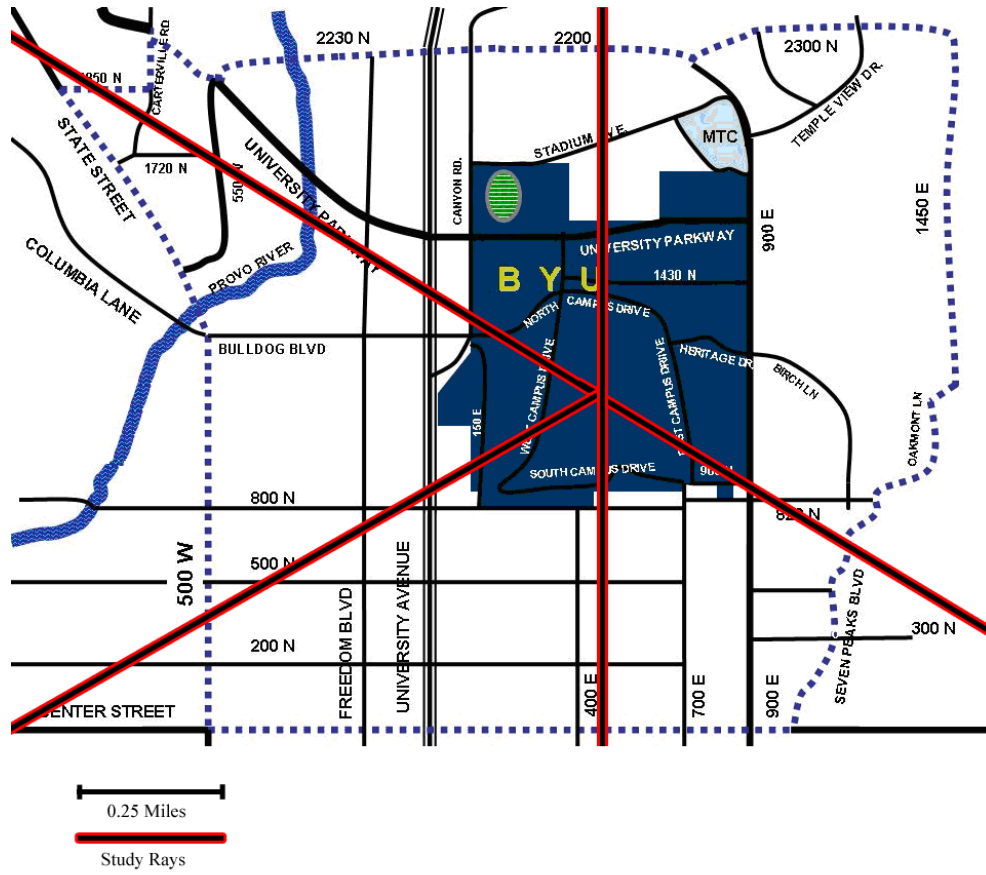 2230 N
2200
2300 N
CARTERVILLE RD
1850 N
TEMPLE VIEW DR.
MTC
STADIUM AVE
STATE STREET
1720 N
550 W
UNIVERSITY PARKWAY
CANYON RD.
900 E
1450 E
UNIVERSITY PARKWAY
COLUMBIA LANE
PROVO RIVER
B Y U
1430 N
NORTH CAMPUS DRIVE
BULLDOG BLVD
HERITAGE DR.
BIRCH LN
WEST CAMPUS DRIVE
EAST CAMPUS DRIVE
150 E
OAKMONT LN
SOUTH CAMPUS DRIVE
900 N
800 N
820 N
500 N
500 W
FREEDOM BLVD
UNIVERSITY AVENUE
SEVEN PEAKS BLVD
300 N
200 N
400 E
700 E
900 E
CENTER STREET
0.25 Miles
Study Rays